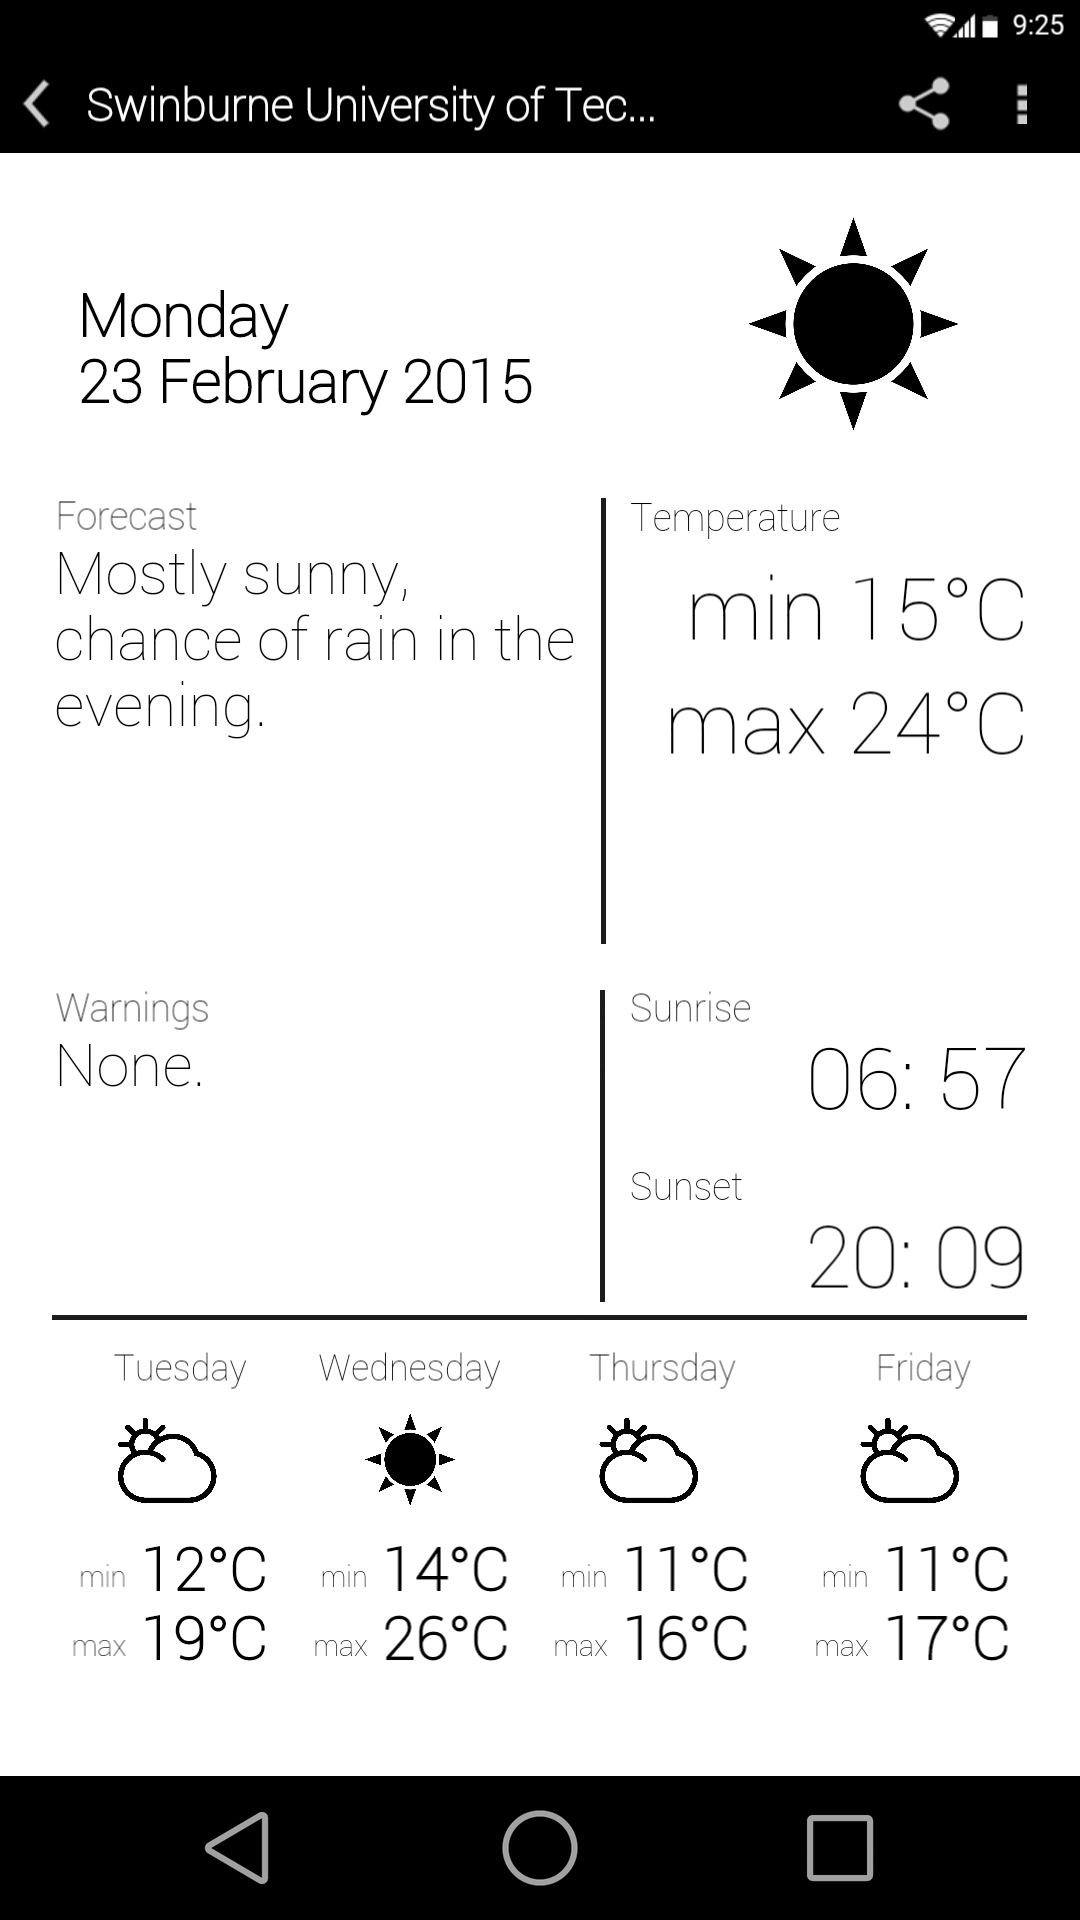 9:25
Swinburne University of Tec...
Monday
23 February 2015
Forecast
Mostly sunny,
chance of rain in the
evening.
Temperature
min 15°C
max 24°C
Warnings
None.
Sunrise
06: 57
Sunset
20: 09
Tuesday Wednesday Thursday Friday
min 12°C min 14°C min 11°C min 11°C
max 19°C max 26°C max 16°C max 17°C